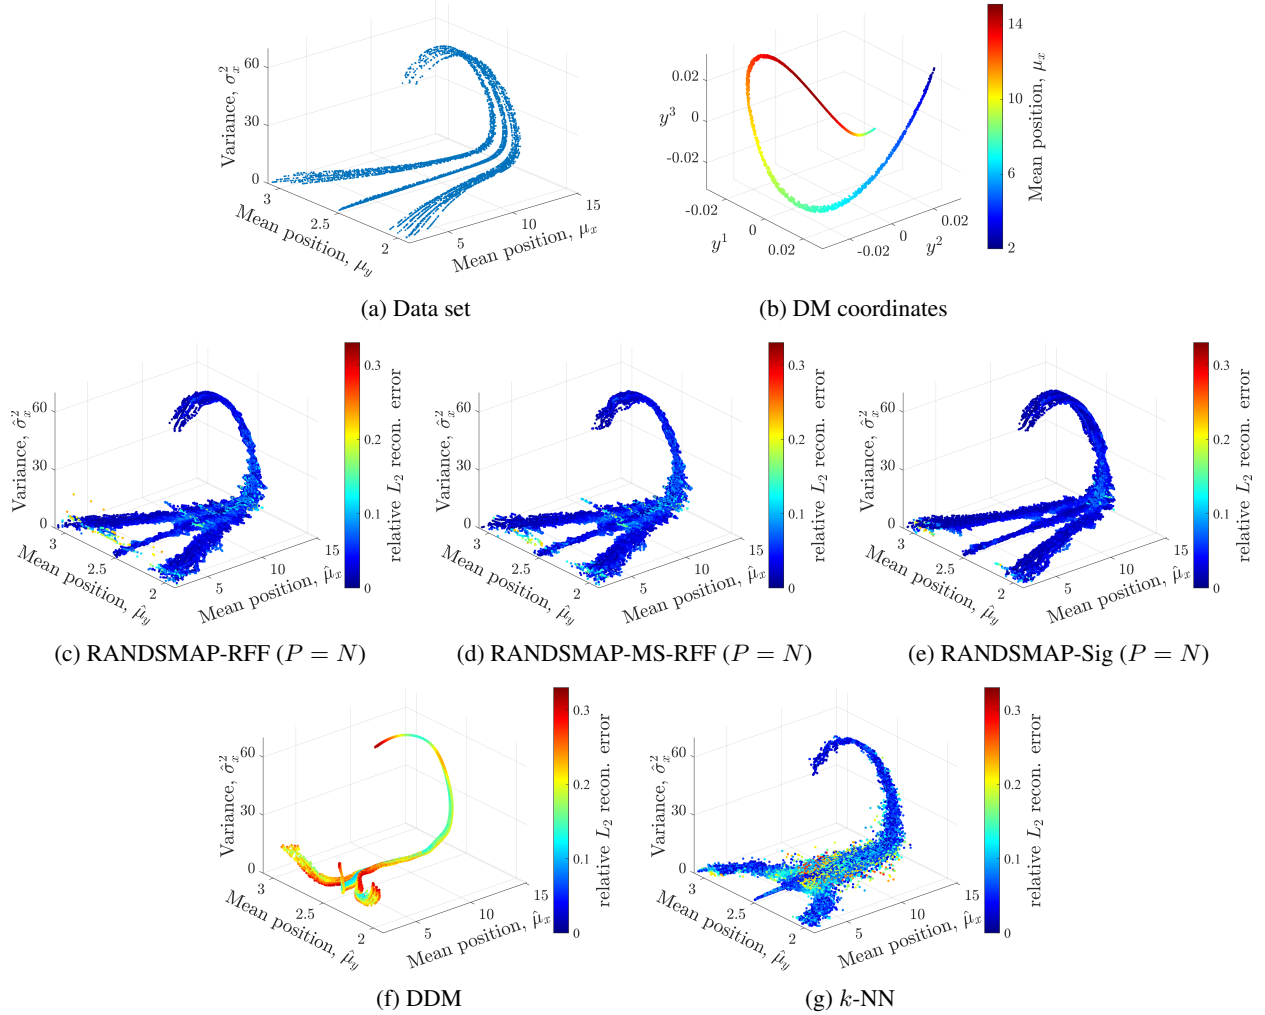 Variance, σ²ₓ
60
30
0
3
2.5
2
Mean position, μ_y
5
10
15
Mean position, μₓ
(a) Data set
y³
0.02
0
-0.02
-0.02
0
0.02
y¹
-0.02
0
0.02
y²
14
10
6
2
Mean position, μₓ
(b) DM coordinates
Variance, σ̂²ₓ
60
30
0
3
2.5
2
Mean position, μ̂_y
5
10
15
Mean position, μ̂ₓ
0.3
0.2
0.1
0
relative L₂ recon. error
(c) RANDSMAP-RFF (P = N)
Variance, σ̂²ₓ
60
30
0
3
2.5
2
Mean position, μ̂_y
5
10
15
Mean position, μ̂ₓ
0.3
0.2
0.1
0
relative L₂ recon. error
(d) RANDSMAP-MS-RFF (P = N)
Variance, σ̂²ₓ
60
30
0
3
2.5
2
Mean position, μ̂_y
5
10
15
Mean position, μ̂ₓ
0.3
0.2
0.1
0
relative L₂ recon. error
(e) RANDSMAP-Sig (P = N)
Variance, σ̂²ₓ
60
30
0
3
2.5
2
Mean position, μ̂_y
5
10
15
Mean position, μ̂ₓ
0.3
0.2
0.1
0
relative L₂ recon. error
(f) DDM
Variance, σ̂²ₓ
60
30
0
3
2.5
2
Mean position, μ̂_y
5
10
15
Mean position, μ̂ₓ
0.3
0.2
0.1
0
relative L₂ recon. error
(g) k-NN